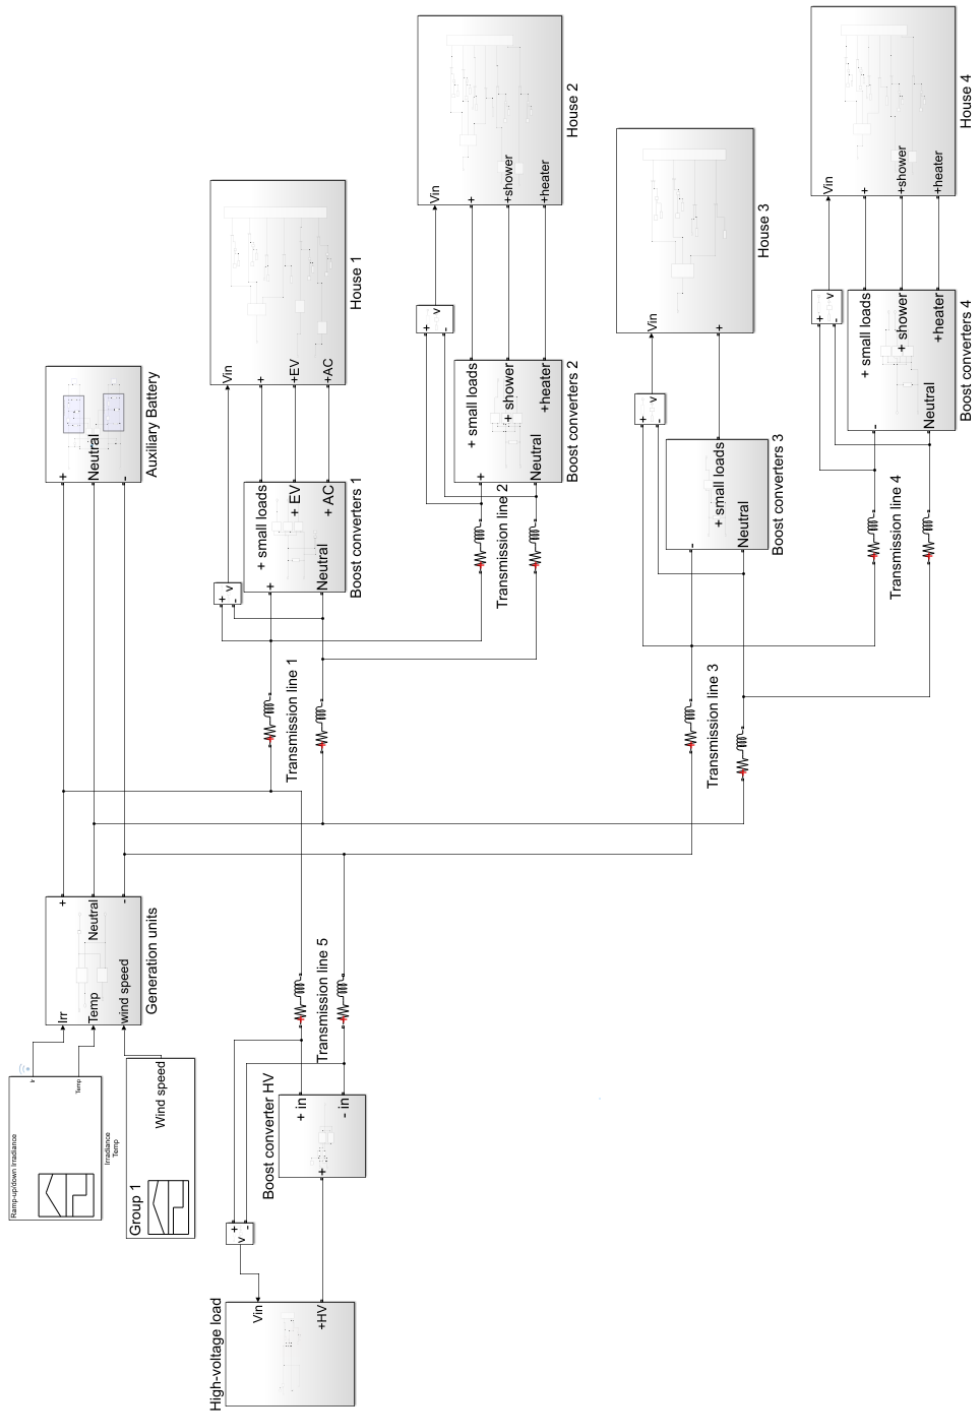 Ramp-up/down Irradiance
Ir
Temp
Irradiance
Temp
Group 1
Wind speed
Irr
Temp
wind speed
+
Neutral
-
Generation units
+
Neutral
-
Auxiliary Battery
High-voltage load
Vin
+HV
v
+
-
Boost converter HV
+
+ in
- in
Transmission line 5
Transmission line 1
+
-
v
+
Neutral
+ small loads
+ EV
+ AC
Boost converters 1
Vin
+
+EV
+AC
House 1
Transmission line 2
+
-
v
+
Neutral
+ small loads
+ shower
+heater
Boost converters 2
Vin
+
+shower
+heater
House 2
Transmission line 3
+
-
v
-
Neutral
+ small loads
Boost converters 3
Vin
+
House 3
Transmission line 4
+
-
v
-
Neutral
+ small loads
+ shower
+heater
Boost converters 4
Vin
+
+shower
+heater
House 4